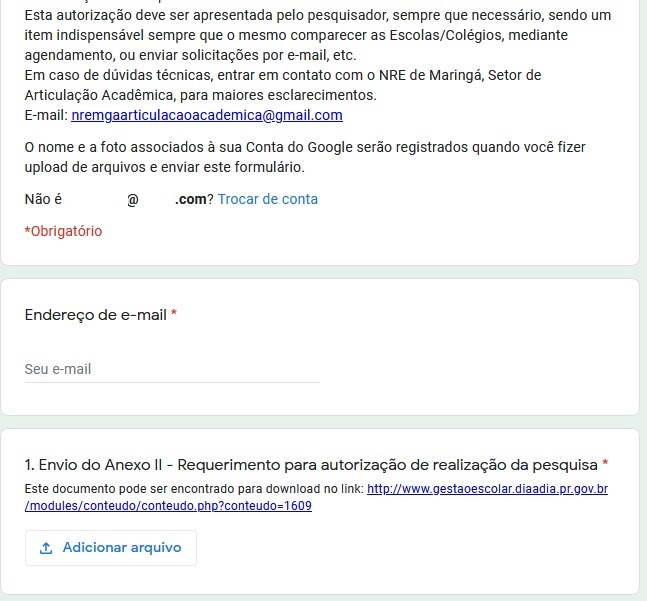 Esta autorização deve ser apresentada pelo pesquisador, sempre que necessário, sendo um
item indispensável sempre que o mesmo comparecer as Escolas/Colégios, mediante
agendamento, ou enviar solicitações por e-mail, etc.
Em caso de dúvidas técnicas, entrar em contato com o NRE de Maringá, Setor de
Articulação Acadêmica, para maiores esclarecimentos.
E-mail: nremgaarticulacaoacademica@gmail.com
O nome e a foto associados à sua Conta do Google serão registrados quando você fizer
upload de arquivos e enviar este formulário.
Não é @ .com? Trocar de conta
*Obrigatório
Endereço de e-mail *
Seu e-mail
1. Envio do Anexo II - Requerimento para autorização de realização da pesquisa *
Este documento pode ser encontrado para download no link: http://www.gestaoescolar.diaadia.pr.gov.br
/modules/conteudo/conteudo.php?conteudo=1609
Adicionar arquivo